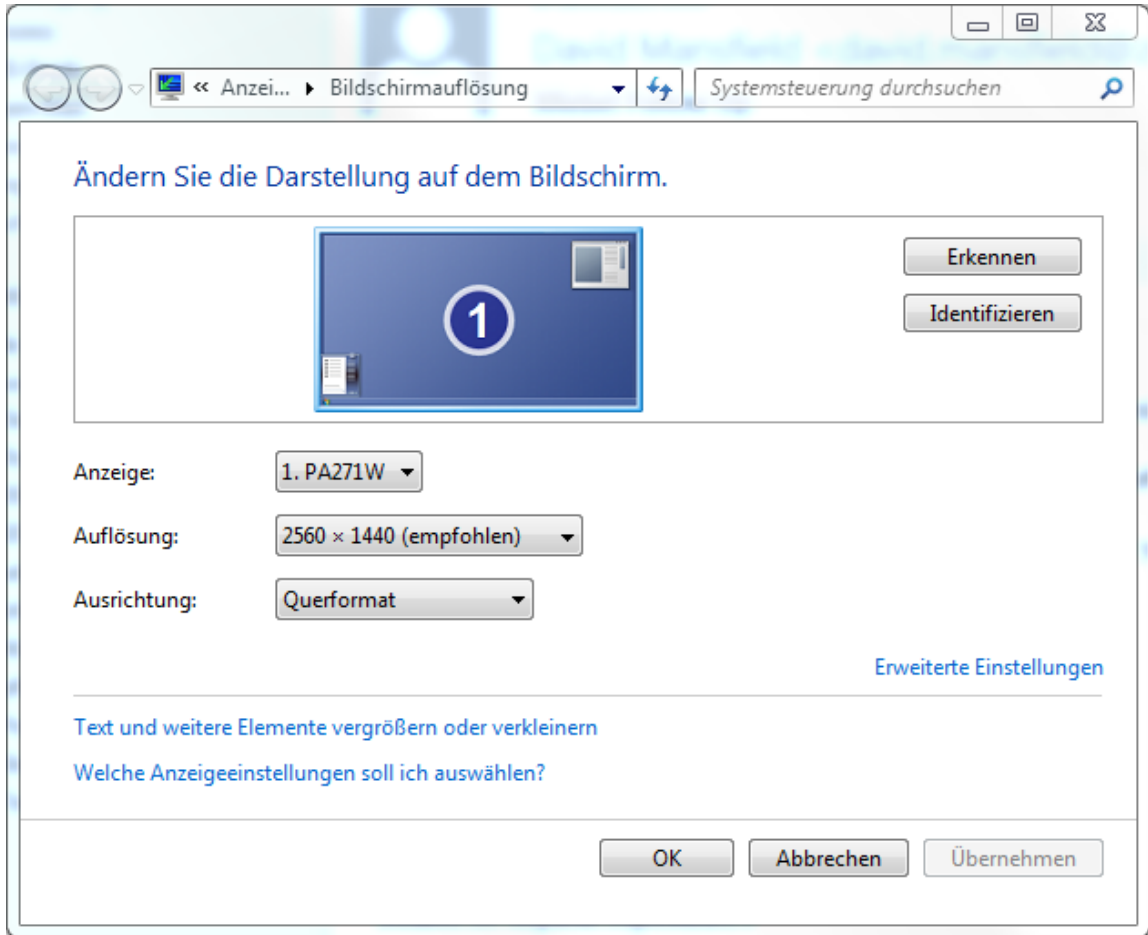 « Anzei... ▸ Bildschirmauflösung Systemsteuerung durchsuchen
Ändern Sie die Darstellung auf dem Bildschirm.
1
Erkennen
Identifizieren
Anzeige: 1. PA271W
Auflösung: 2560 × 1440 (empfohlen)
Ausrichtung: Querformat
Erweiterte Einstellungen
Text und weitere Elemente vergrößern oder verkleinern
Welche Anzeigeeinstellungen soll ich auswählen?
OK Abbrechen Übernehmen